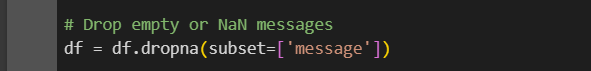 # Drop empty or NaN messages
df = df.dropna(subset=['message'])